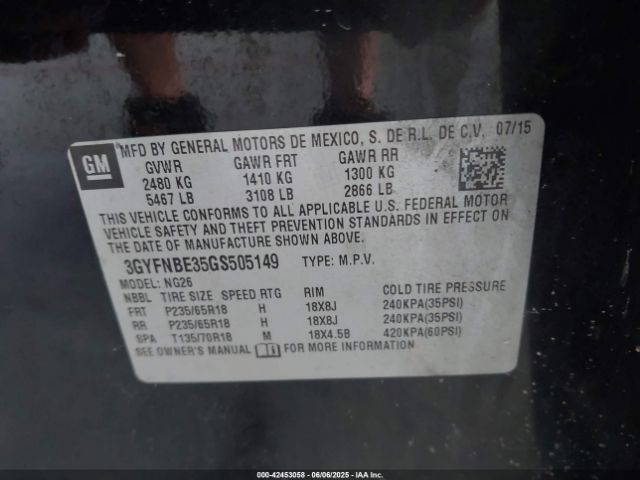 MFD BY GENERAL MOTORS DE MEXICO, S. DE R.L. DE C.V. 07/15
GM
GVWR GAWR FRT GAWR RR
2480 KG 1410 KG 1300 KG
5467 LB 3108 LB 2866 LB
THIS VEHICLE CONFORMS TO ALL APPLICABLE U.S. FEDERAL MOTOR
VEHICLE SAFETY AND THEFT PREVENTION STANDARDS IN EFFECT ON
THE DATE OF MANUFACTURE SHOWN ABOVE.
3GYFNBE35GS505149 TYPE: M.P.V.
MODEL: NG26
NBBL TIRE SIZE SPEED RTG RIM COLD TIRE PRESSURE
FRT P235/65R18 H 18X8J 240KPA(35PSI)
RR P235/65R18 H 18X8J 240KPA(35PSI)
SPA T135/70R18 M 18X4.5B 420KPA(60PSI)
SEE OWNER'S MANUAL FOR MORE INFORMATION.
000-42453058 - 06/06/2025 - IAA, Inc.